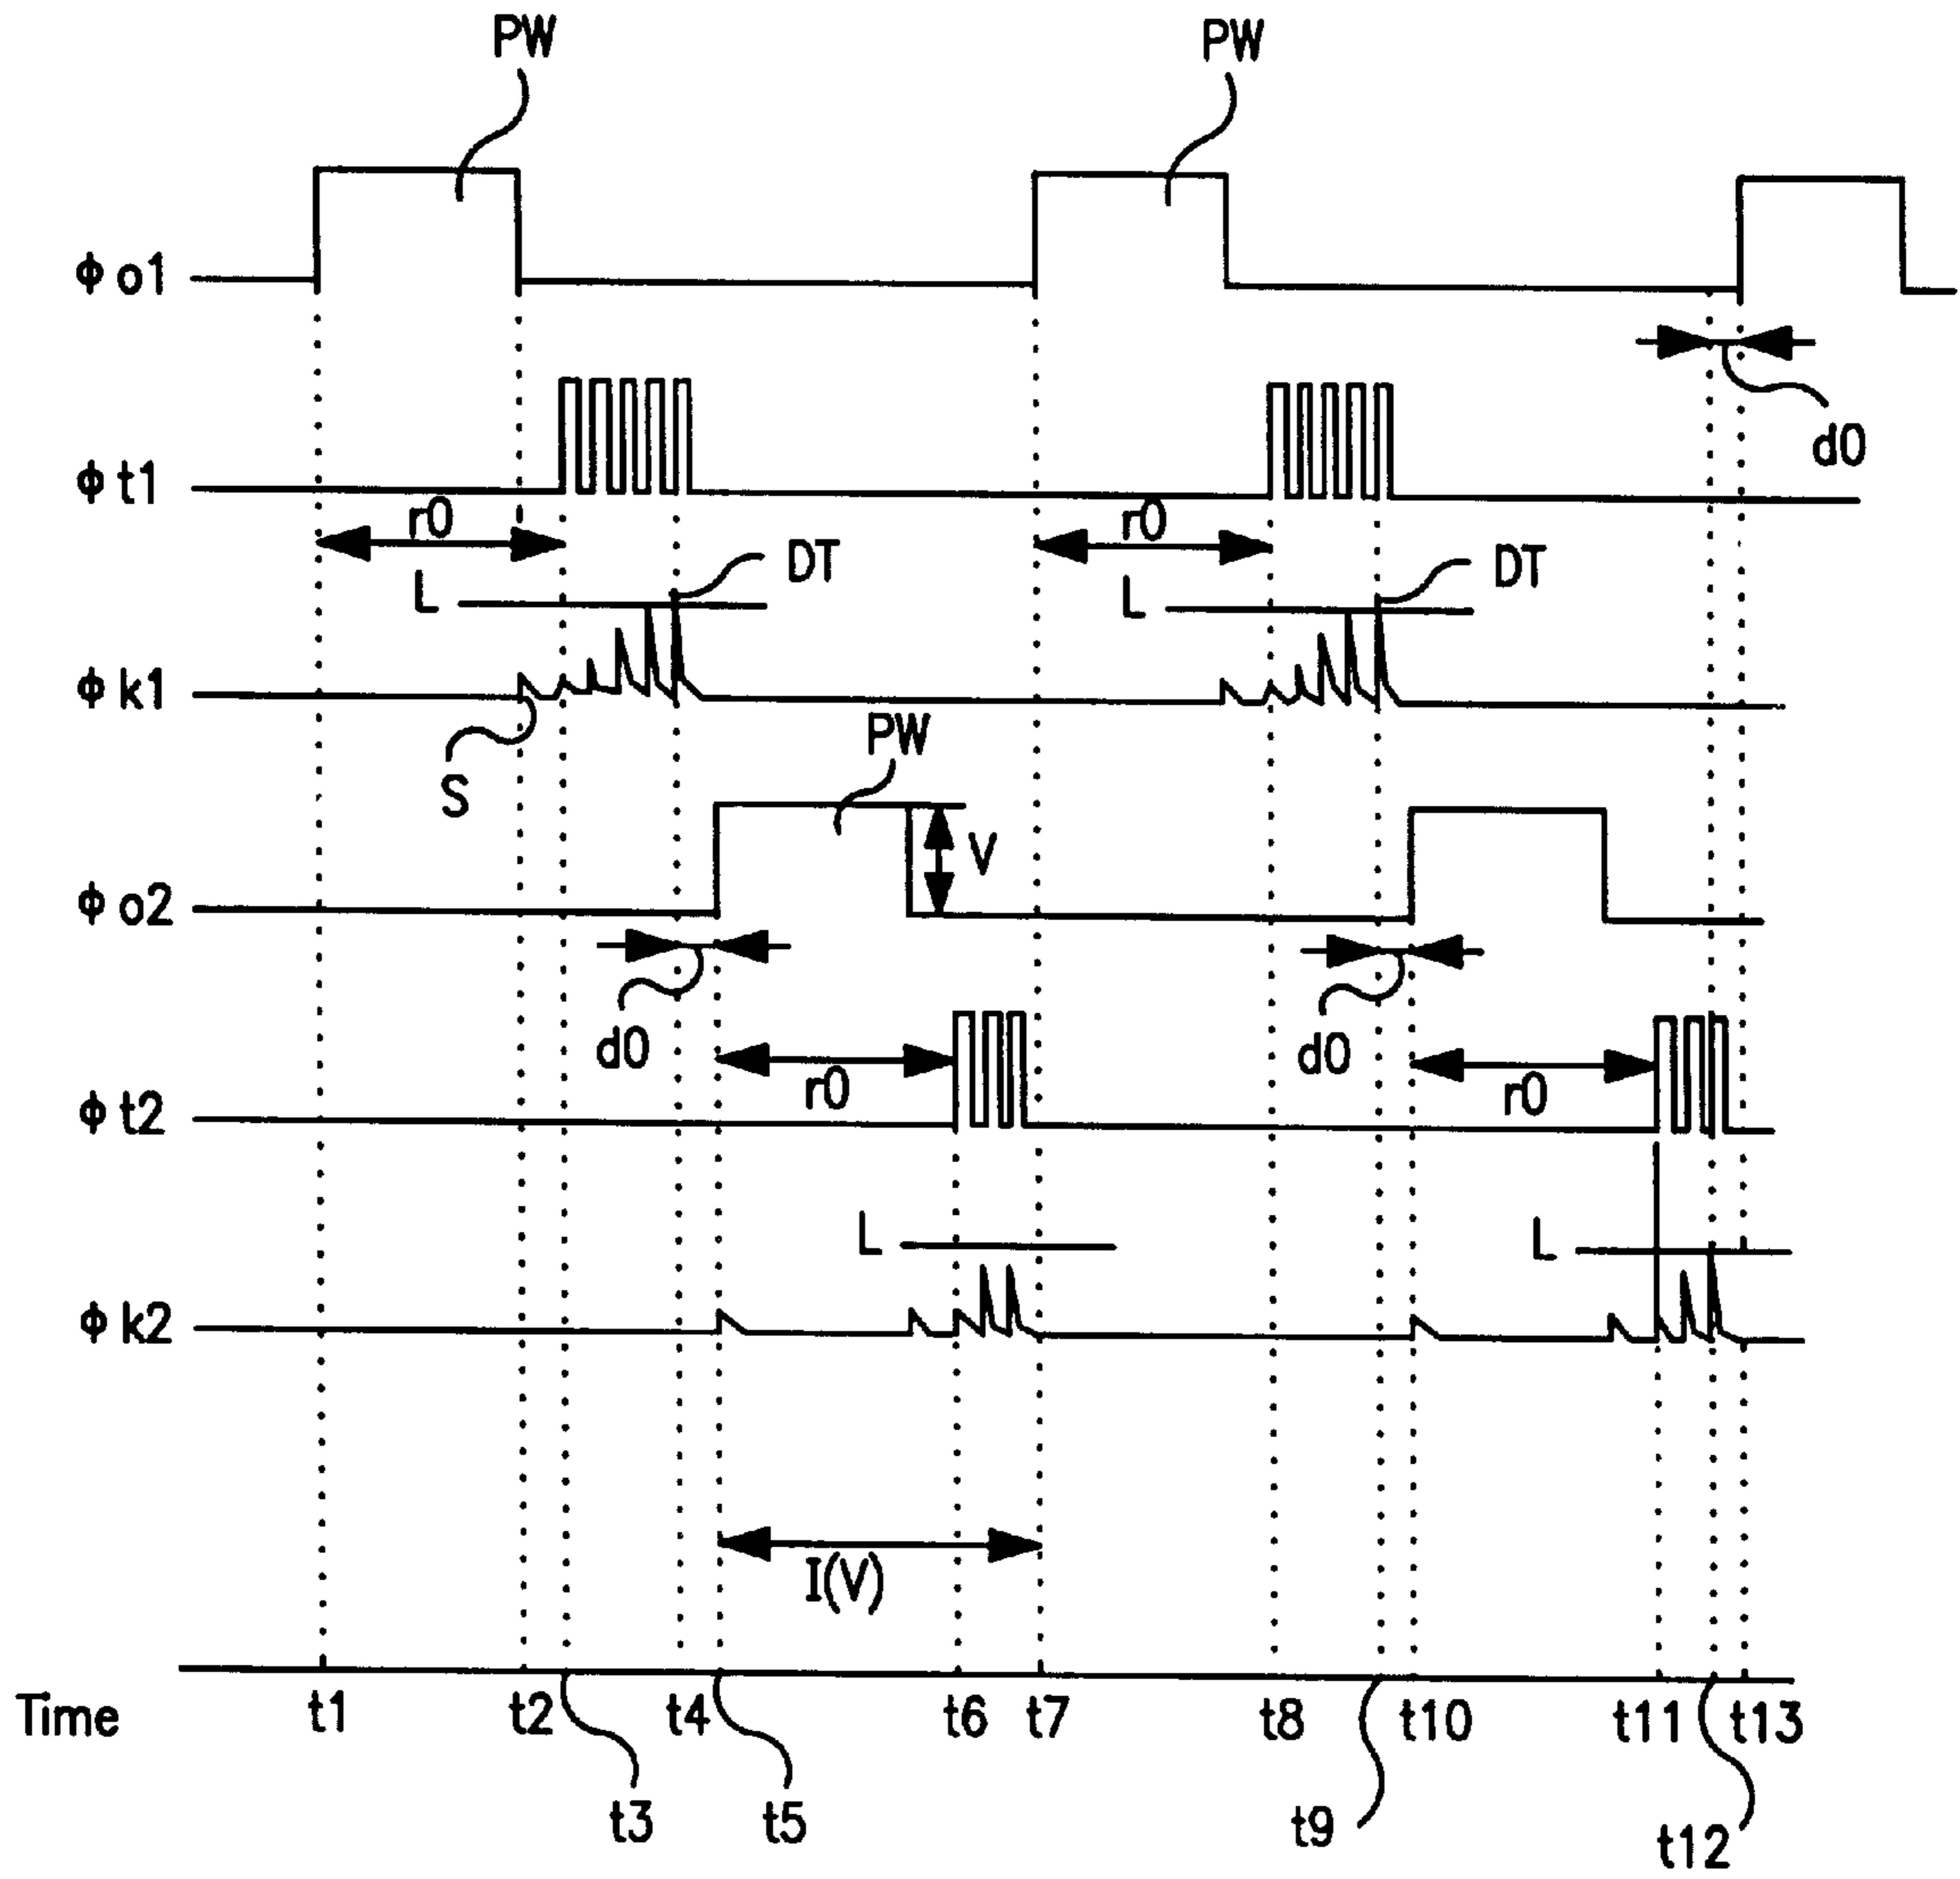 PW PW
ϕo1
d0
ϕt1
r0 r0
DT DT
L L
ϕk1
PW
S
V
ϕo2
d0 d0
r0 r0
ϕt2
L L
ϕk2
I(V)
Time t1 t2 t4 t6 t7 t8 t10 t11 t13
t3 t5 t9 t12